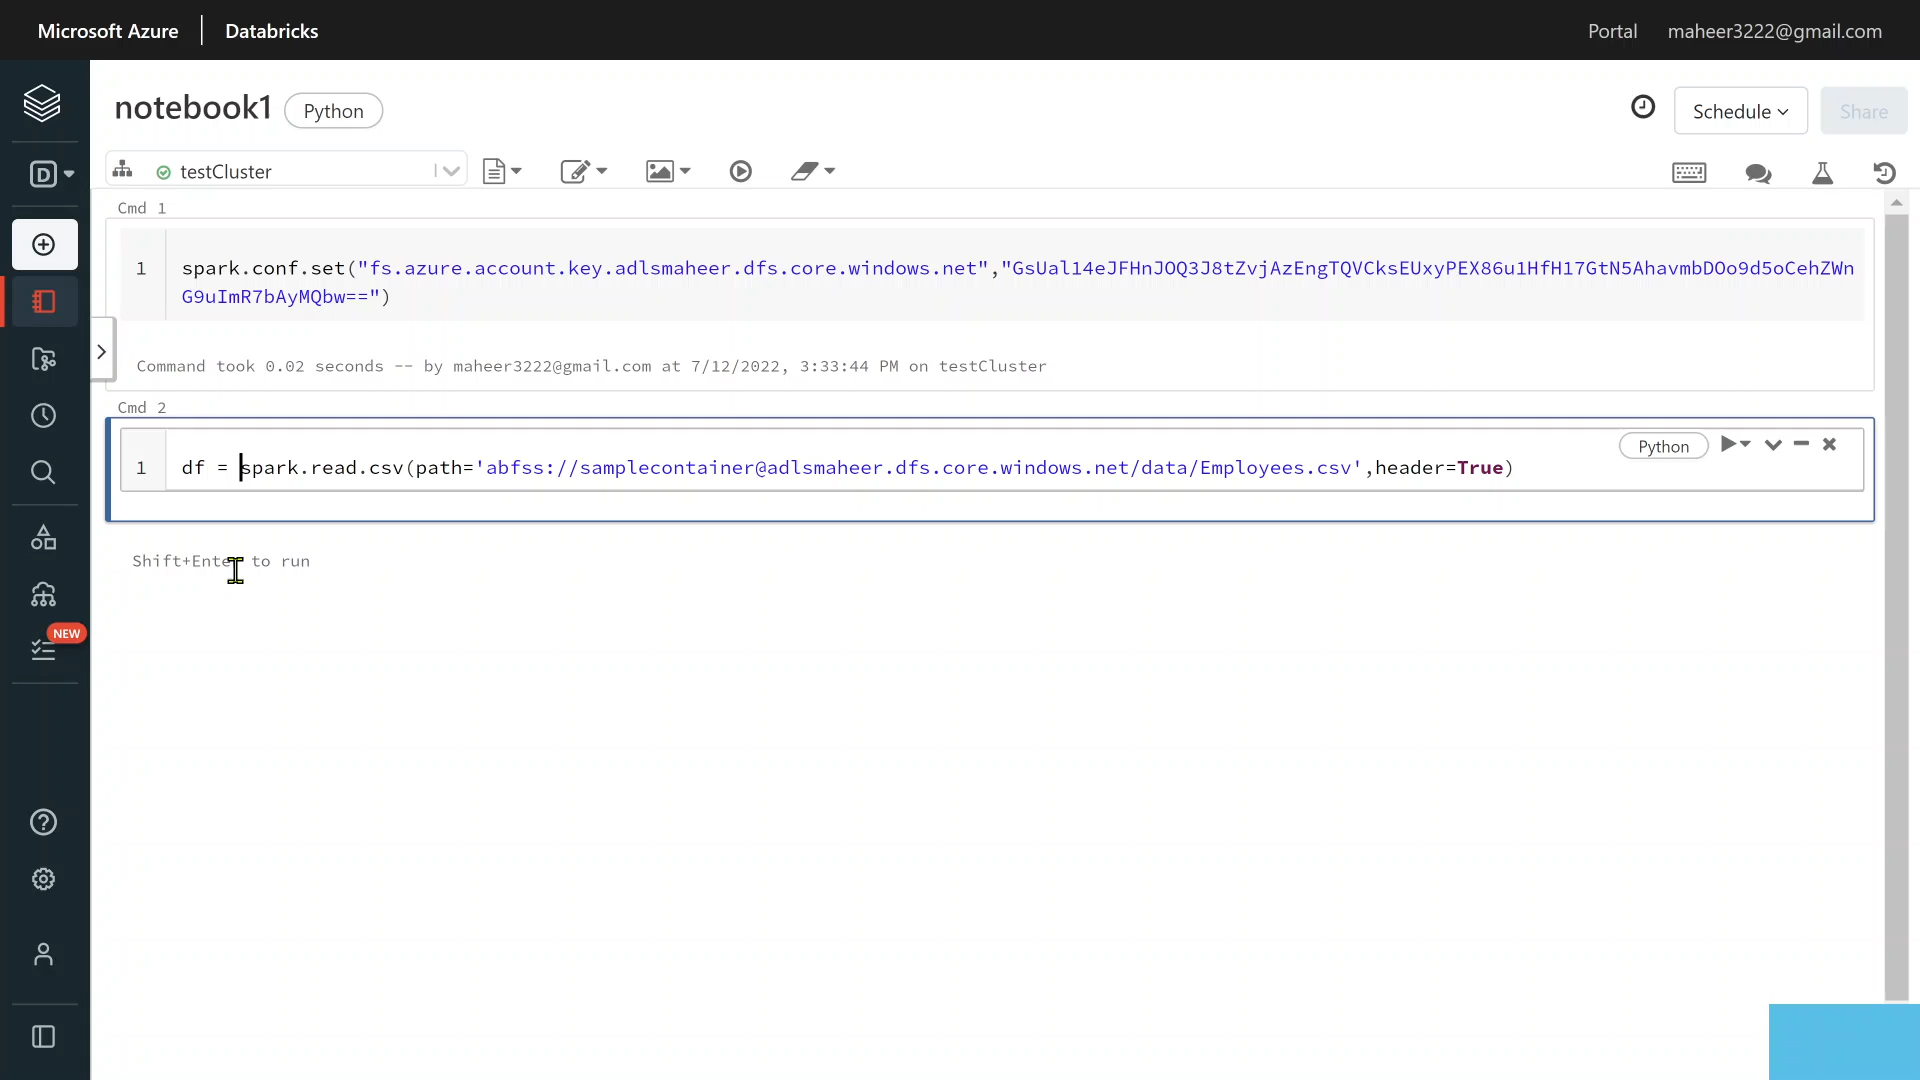 Microsoft Azure
Databricks
Portal
maheer3222@gmail.com
notebook1
Python
Schedule
Share
D
testCluster
Cmd 1
1
spark.conf.set("fs.azure.account.key.adlsmaheer.dfs.core.windows.net","GsUal14eJFHnJOQ3J8tZvjAzEngTQVCksEUxyPEX86u1HfH17GtN5AhavmbDOo9d5oCehZWn
G9uImR7bAyMQbw==")
Command took 0.02 seconds -- by maheer3222@gmail.com at 7/12/2022, 3:33:44 PM on testCluster
Cmd 2
Python
1
df = spark.read.csv(path='abfss://samplecontainer@adlsmaheer.dfs.core.windows.net/data/Employees.csv',header=True)
Shift+Enter to run
NEW